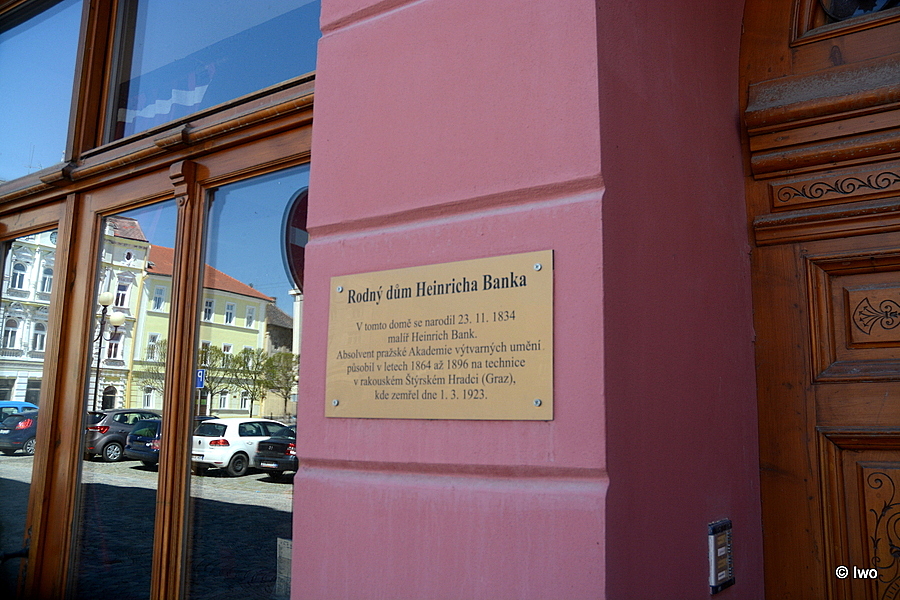 Rodný dům Heinricha Banka
V tomto domě se narodil 23. 11. 1834
malíř Heinrich Bank.
Absolvent pražské Akademie výtvarných umění
působil v letech 1864 až 1896 na technice
v rakouském Štýrském Hradci (Graz),
kde zemřel dne 1. 3. 1923.
P
© Iwo